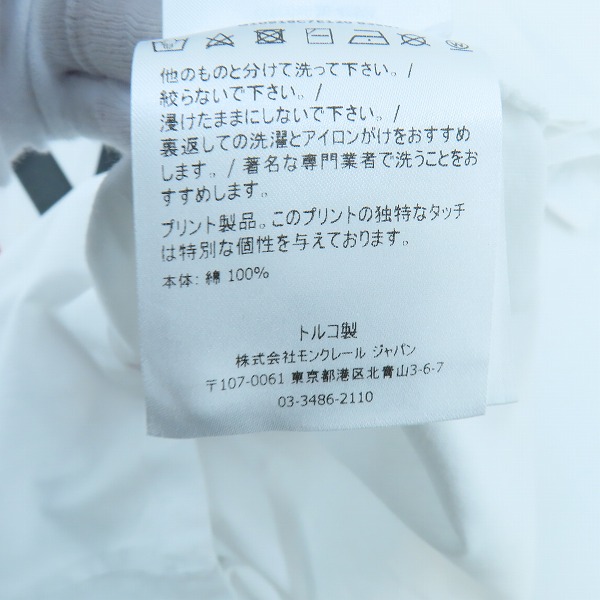 他のものと分けて洗って下さい。/
絞らないで下さい。/
浸けたままにしないで下さい。/
裏返しての洗濯とアイロンがけをおすすめ
します。/ 著名な専門業者で洗うことをお
すすめします。
プリント製品。このプリントの独特なタッチ
は特別な個性を与えております。
本体: 綿 100%
トルコ製
株式会社モンクレール ジャパン
〒107-0061 東京都港区北青山3-6-7
03-3486-2110